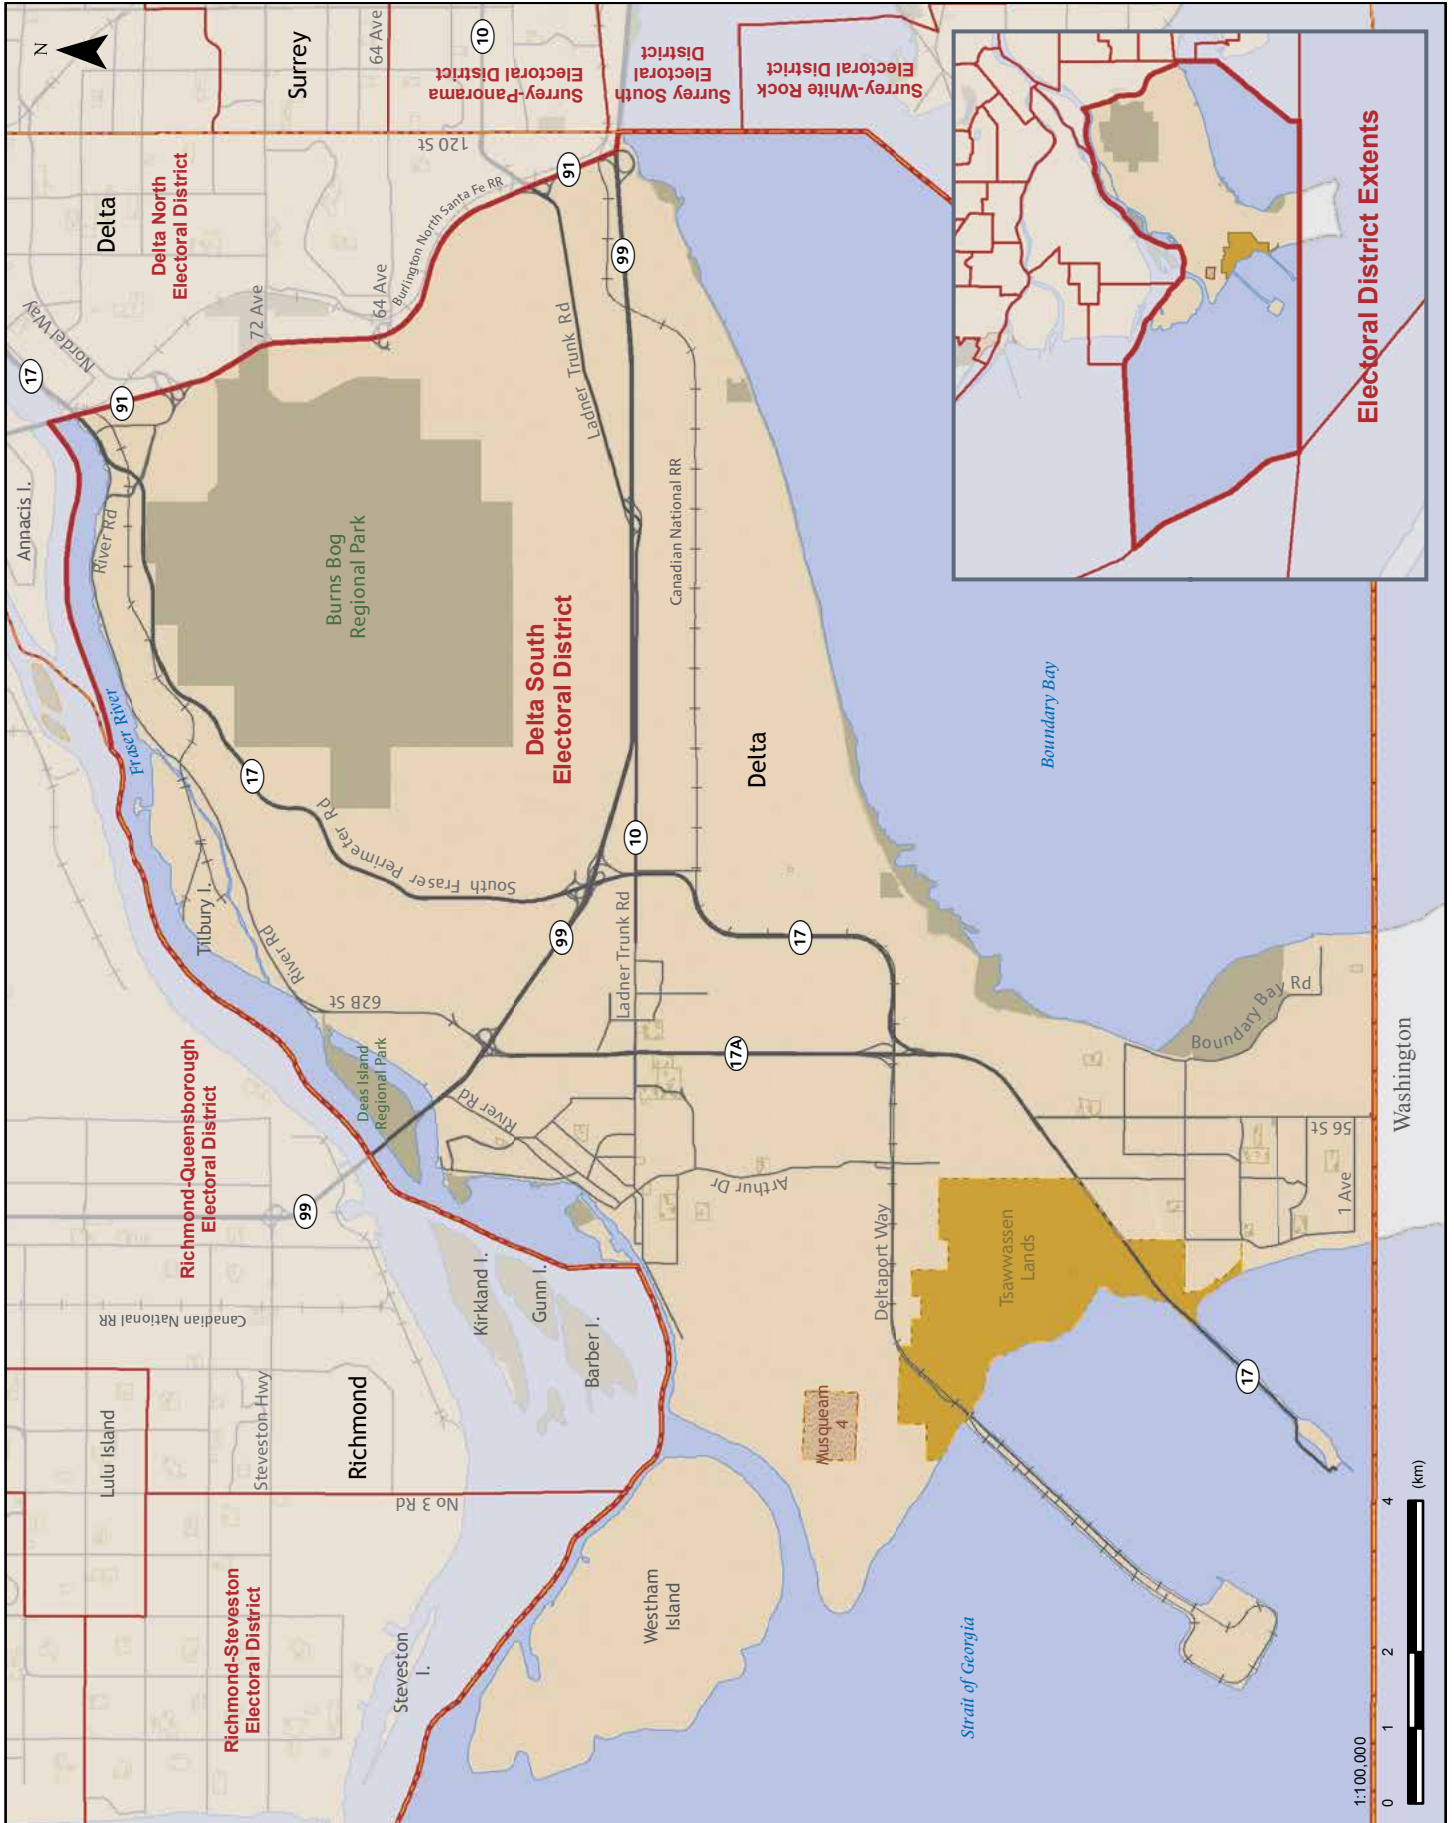 N
Annacis I.
17
Nordel Way
91
River Rd
72 Ave
Delta
Delta North
Electoral District
Surrey
64 Ave
10
Surrey-Panorama
Electoral District
120 St
64 Ave
Burlington North Santa Fe RR
91
Surrey South
Electoral
District
Surrey-White Rock
Electoral District
Fraser River
Burns Bog
Regional Park
17
South Fraser Perimeter Rd
Delta South
Electoral District
Ladner Trunk Rd
99
Canadian National RR
10
Delta
Boundary Bay
Tilbury I.
River Rd
62B St
99
Ladner Trunk Rd
17
Deas Island
Regional Park
River Rd
17A
Arthur Dr
Boundary Bay Rd
56 St
1 Ave
Washington
Richmond-Queensborough
Electoral District
99
Canadian National RR
Kirkland I.
Gunn I.
Barber I.
Deltaport Way
Tsawwassen
Lands
Musqueam
4
17
Lulu Island
Steveston Hwy
Richmond
No 3 Rd
Richmond-Steveston
Electoral District
Steveston
I.
Westham
Island
Strait of Georgia
Electoral District Extents
1:100,000
0
1
2
4
(km)